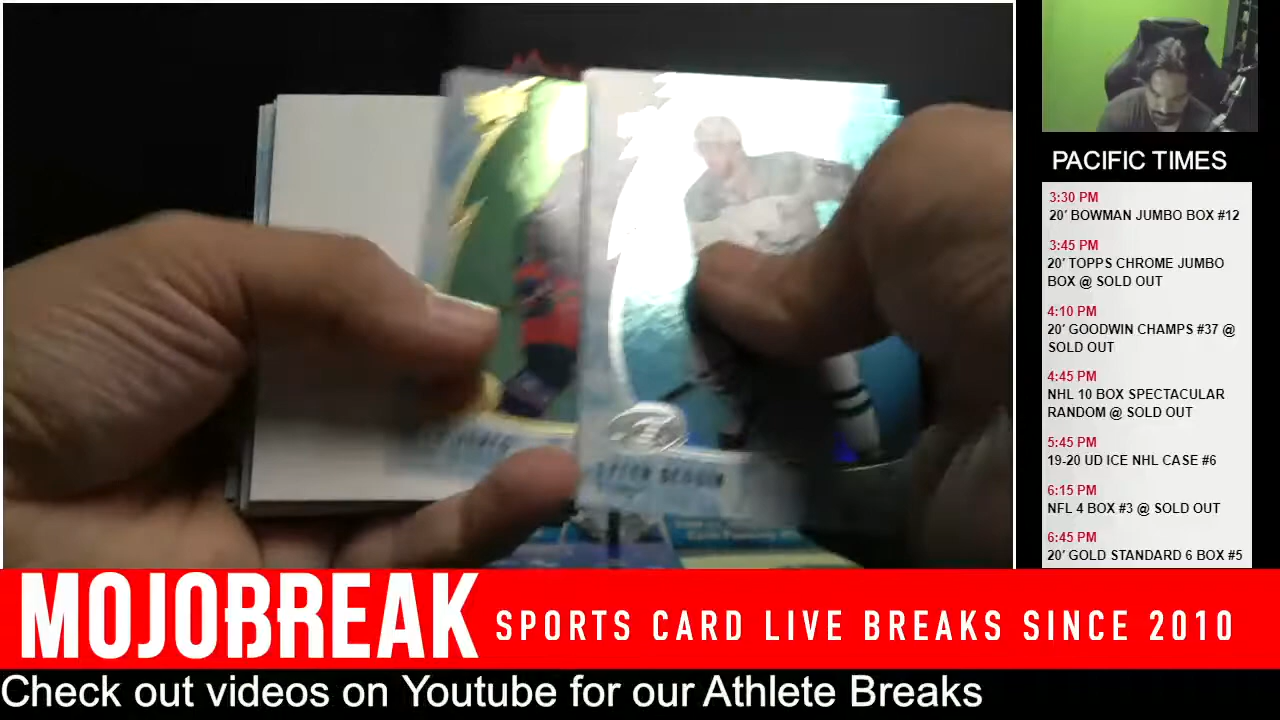 TYLER SEGUIN
PACIFIC TIMES
3:30 PM
20' BOWMAN JUMBO BOX #12
3:45 PM
20' TOPPS CHROME JUMBO
BOX @ SOLD OUT
4:10 PM
20' GOODWIN CHAMPS #37 @
SOLD OUT
4:45 PM
NHL 10 BOX SPECTACULAR
RANDOM @ SOLD OUT
5:45 PM
19-20 UD ICE NHL CASE #6
6:15 PM
NFL 4 BOX #3 @ SOLD OUT
6:45 PM
20' GOLD STANDARD 6 BOX #5
MOJOBREAK SPORTS CARD LIVE BREAKS SINCE 2010
Check out videos on Youtube for our Athlete Breaks